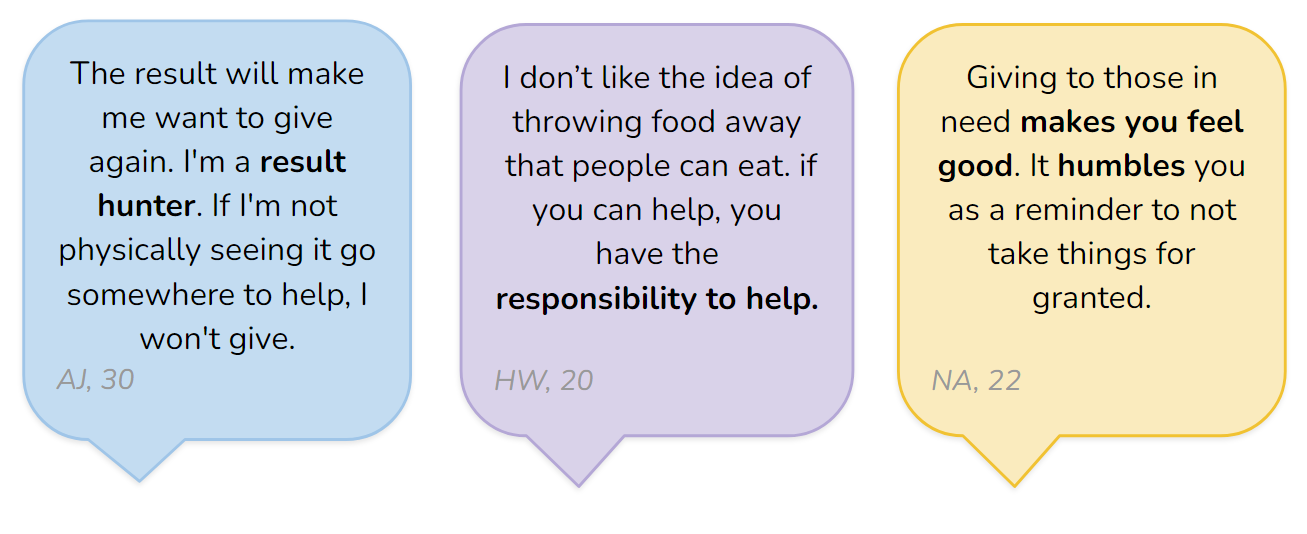 The result will make
me want to give
again. I'm a result
hunter. If I'm not
physically seeing it go
somewhere to help, I
won't give.
AJ, 30
I don’t like the idea of
throwing food away
that people can eat. if
you can help, you
have the
responsibility to help.
HW, 20
Giving to those in
need makes you feel
good. It humbles you
as a reminder to not
take things for
granted.
NA, 22